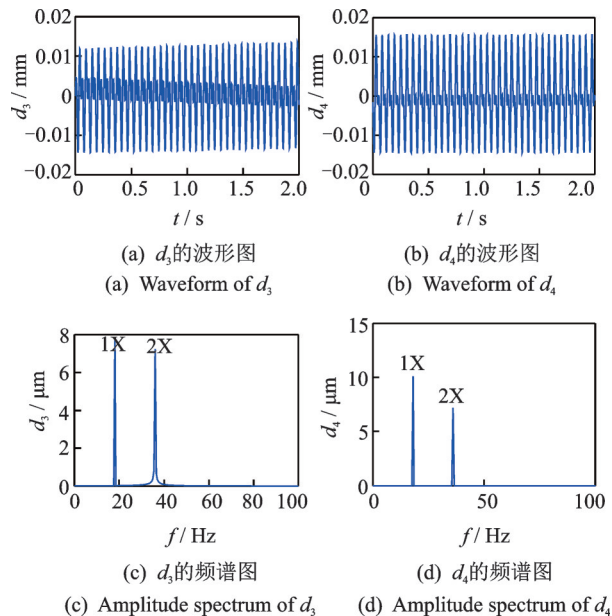 0.02
0.01
0
−0.01
−0.02
d₃ / mm
0 0.5 1.0 1.5 2.0
t / s
(a) d₃的波形图
(a) Waveform of d₃
0.02
0.01
0
−0.01
−0.02
d₄ / mm
0 0.5 1.0 1.5 2.0
t / s
(b) d₄的波形图
(b) Waveform of d₄
8
6
4
2
0
d₃ / μm
1X 2X
0 20 40 60 80 100
f / Hz
(c) d₃的频谱图
(c) Amplitude spectrum of d₃
15
10
5
0
d₄ / μm
1X
2X
0 50 100
f / Hz
(d) d₄的频谱图
(d) Amplitude spectrum of d₄